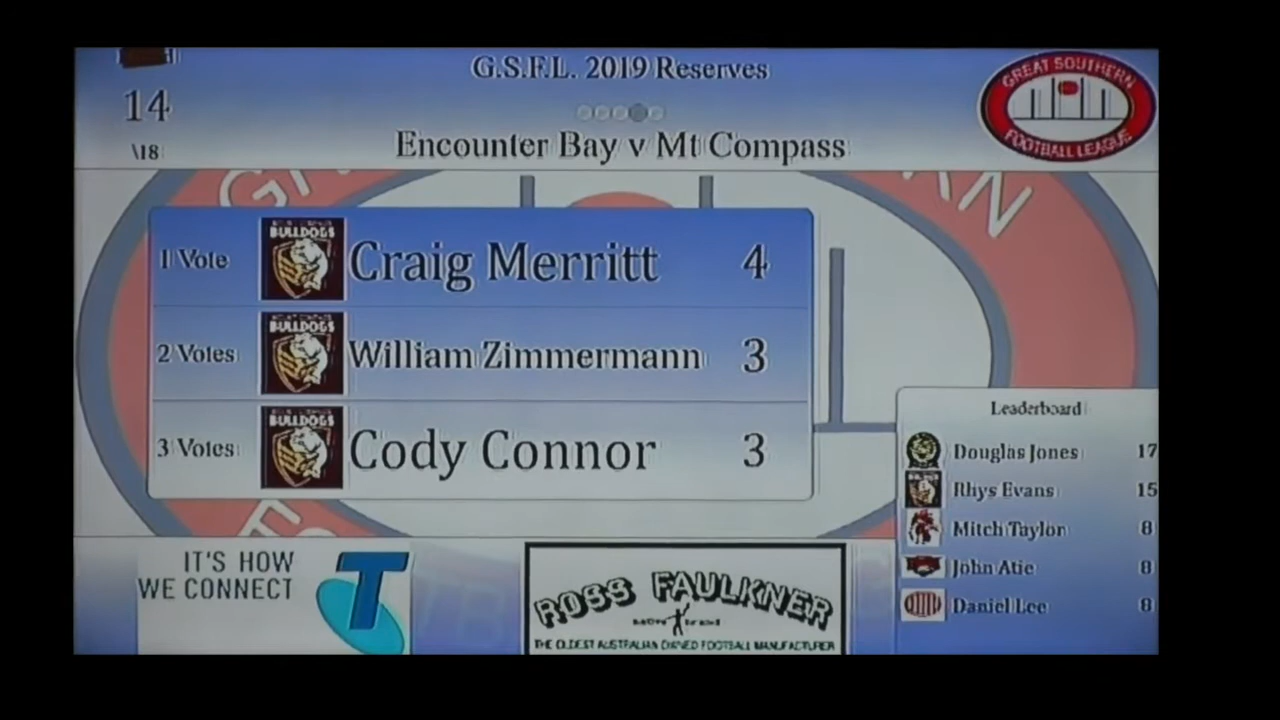 G.S.F.L. 2019 Reserves
14
\18
Encounter Bay v Mt Compass
GREAT SOUTHERN
FOOTBALL LEAGUE
1 Vote BULLDOGS Craig Merritt 4
2 Votes BULLDOGS William Zimmermann 3
3 Votes BULLDOGS Cody Connor 3
Leaderboard
Douglas Jones 17
Rhys Evans 15
Mitch Taylor 8
John Atie 8
Daniel Lee 8
IT'S HOW
WE CONNECT
T
ROSS FAULKNER
native brand
THE OLDEST AUSTRALIAN OWNED FOOTBALL MANUFACTURER